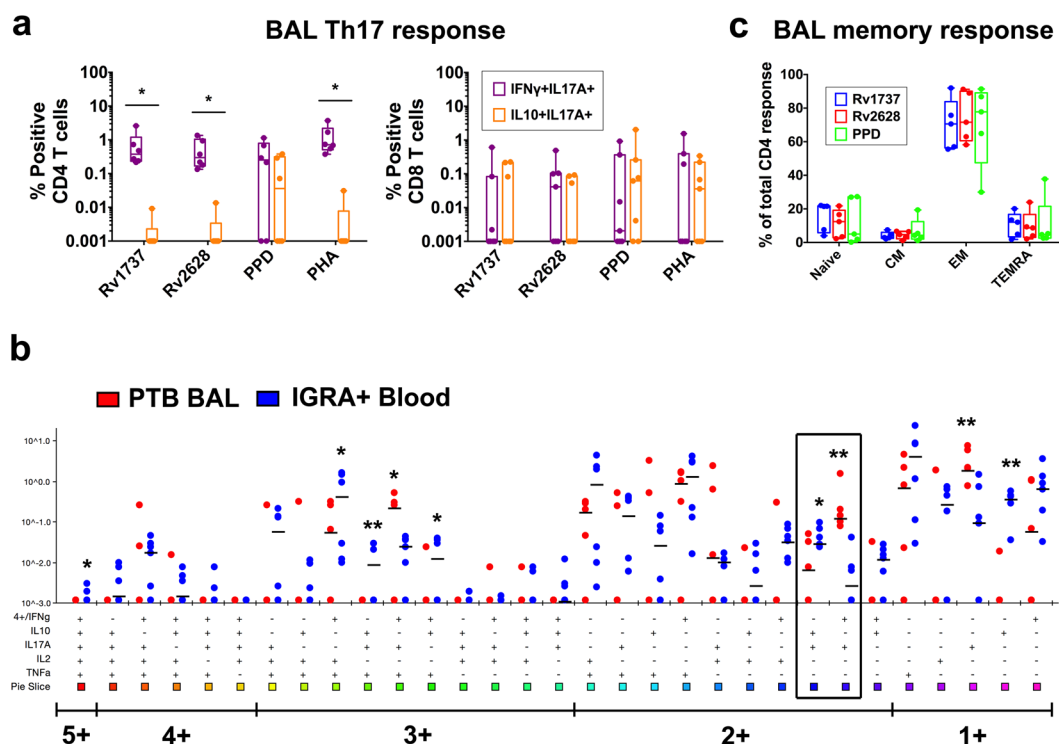 a
BAL Th17 response
% Positive
CD4 T cells
100
10
1
0.1
0.01
0.001
*
*
*
Rv1737
Rv2628
PPD
PHA
% Positive
CD8 T cells
100
10
1
0.1
0.01
0.001
IFNγ+IL17A+
IL10+IL17A+
Rv1737
Rv2628
PPD
PHA
c
BAL memory response
% of total CD4 response
100
80
60
40
20
0
Rv1737
Rv2628
PPD
Naive
CM
EM
TEMRA
b
PTB BAL
IGRA+ Blood
10^1.0
10^0.0
10^-1.0
10^-2.0
10^-3.0
*
*
**
*
*
*
**
**
**
4+/IFNg
IL10
IL17A
IL2
TNFa
Pie Slice
5+ 4+ 3+ 2+ 1+